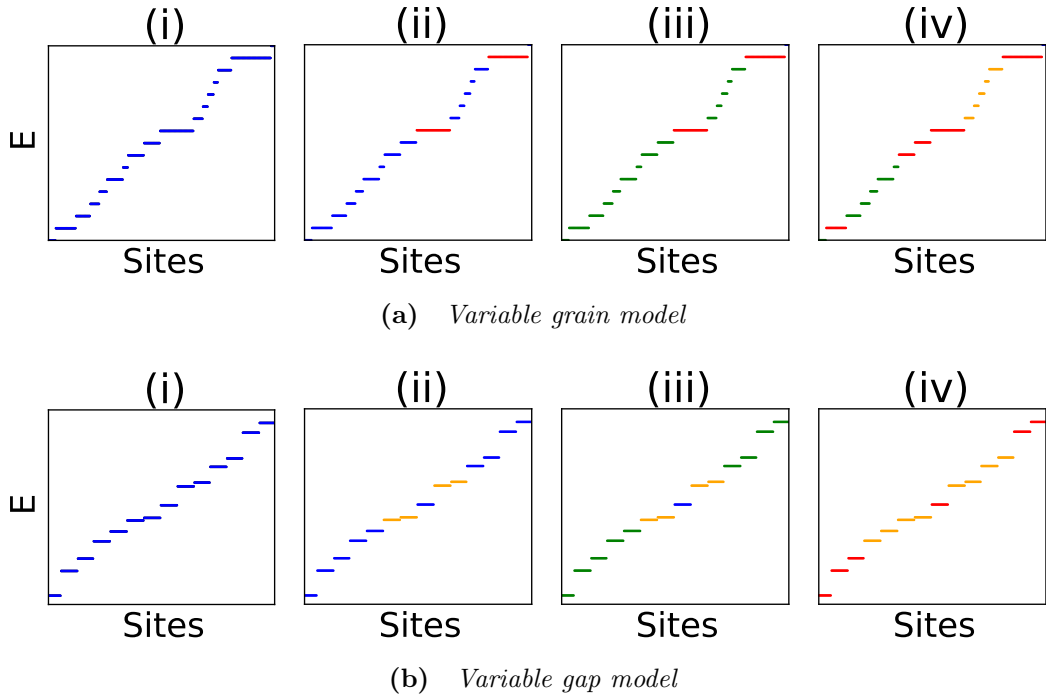 (i) (ii) (iii) (iv)
E
Sites Sites Sites Sites
(a) Variable grain model
(i) (ii) (iii) (iv)
E
Sites Sites Sites Sites
(b) Variable gap model